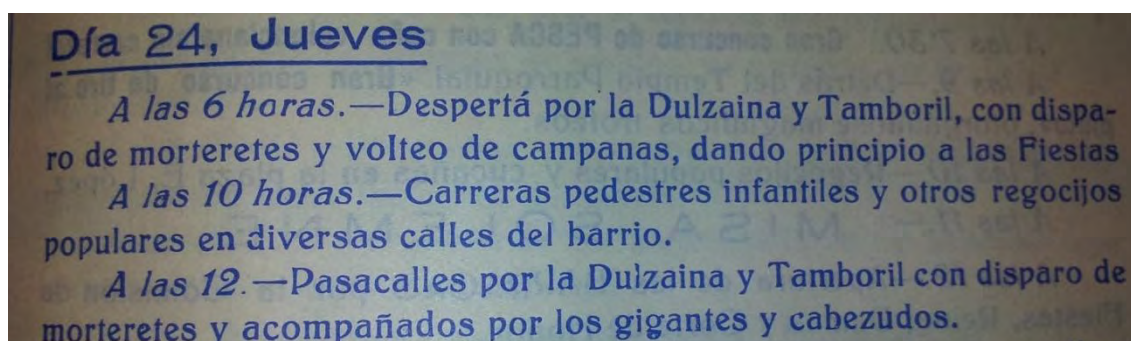 Día 24, Jueves
A las 6 horas.—Despertá por la Dulzaina y Tamboril, con dispa-
ro de morteretes y volteo de campanas, dando principio a las Fiestas
A las 10 horas.—Carreras pedestres infantiles y otros regocijos
populares en diversas calles del barrio.
A las 12.—Pasacalles por la Dulzaina y Tamboril con disparo de
morteretes y acompañados por los gigantes y cabezudos.